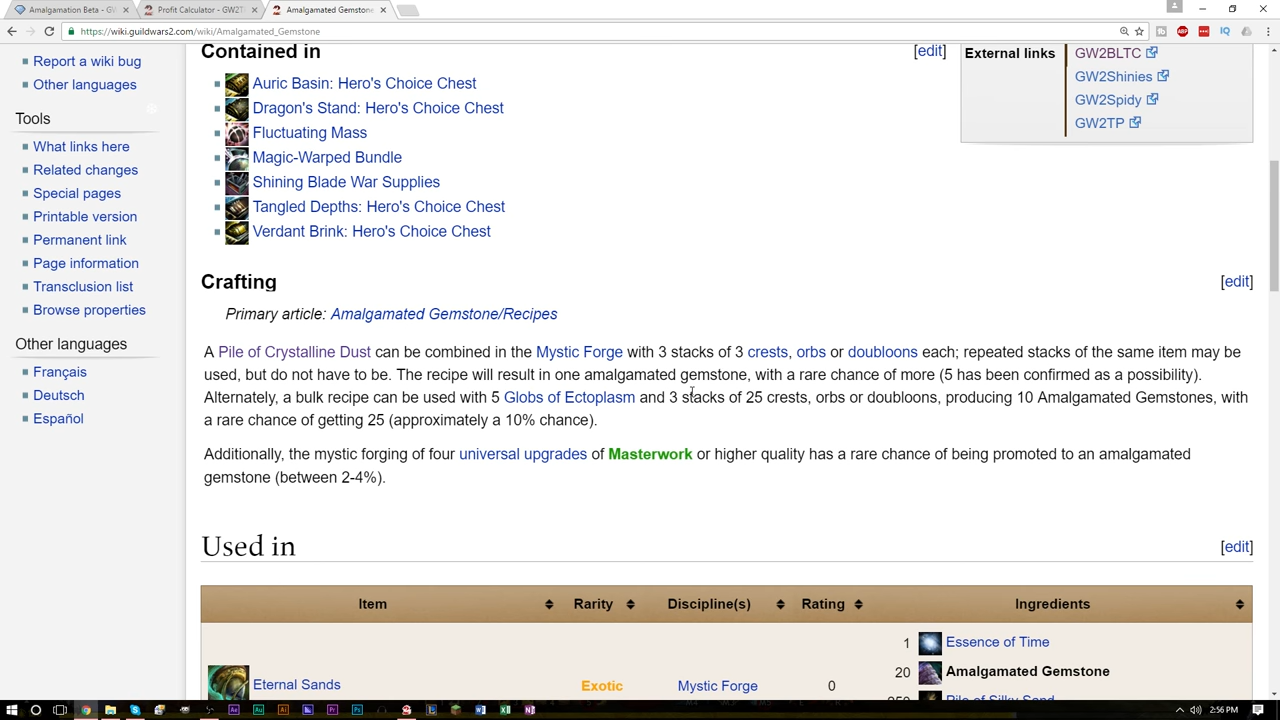 Amalgamation Beta - GW
Profit Calculator - GW2T
Amalgamated Gemstone
https://wiki.guildwars2.com/wiki/Amalgamated_Gemstone
Report a wiki bug
Other languages
Tools
What links here
Related changes
Special pages
Printable version
Permanent link
Page information
Transclusion list
Browse properties
Other languages
Français
Deutsch
Español
Contained in
[edit]
Auric Basin: Hero's Choice Chest
Dragon's Stand: Hero's Choice Chest
Fluctuating Mass
Magic-Warped Bundle
Shining Blade War Supplies
Tangled Depths: Hero's Choice Chest
Verdant Brink: Hero's Choice Chest
External links
GW2BLTC
GW2Shinies
GW2Spidy
GW2TP
Crafting
[edit]
Primary article: Amalgamated Gemstone/Recipes
A Pile of Crystalline Dust can be combined in the Mystic Forge with 3 stacks of 3 crests, orbs or doubloons each; repeated stacks of the same item may be
used, but do not have to be. The recipe will result in one amalgamated gemstone, with a rare chance of more (5 has been confirmed as a possibility).
Alternately, a bulk recipe can be used with 5 Globs of Ectoplasm and 3 stacks of 25 crests, orbs or doubloons, producing 10 Amalgamated Gemstones, with
a rare chance of getting 25 (approximately a 10% chance).
Additionally, the mystic forging of four universal upgrades of Masterwork or higher quality has a rare chance of being promoted to an amalgamated
gemstone (between 2-4%).
Used in
[edit]
Item
Rarity
Discipline(s)
Rating
Ingredients
Eternal Sands
Exotic
Mystic Forge
0
1 Essence of Time
20 Amalgamated Gemstone
250 Pile of Silky Sand
2:56 PM